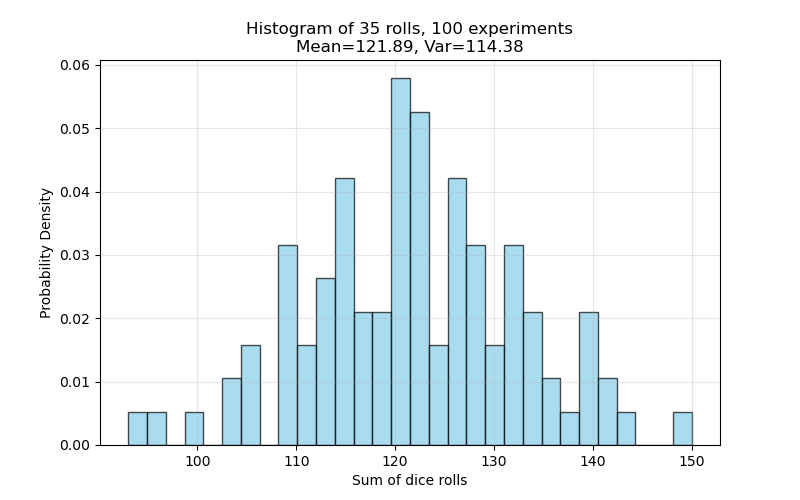 Histogram of 35 rolls, 100 experiments
Mean=121.89, Var=114.38
0.06
0.05
0.04
0.03
0.02
0.01
0.00
Probability Density
100 110 120 130 140 150
Sum of dice rolls